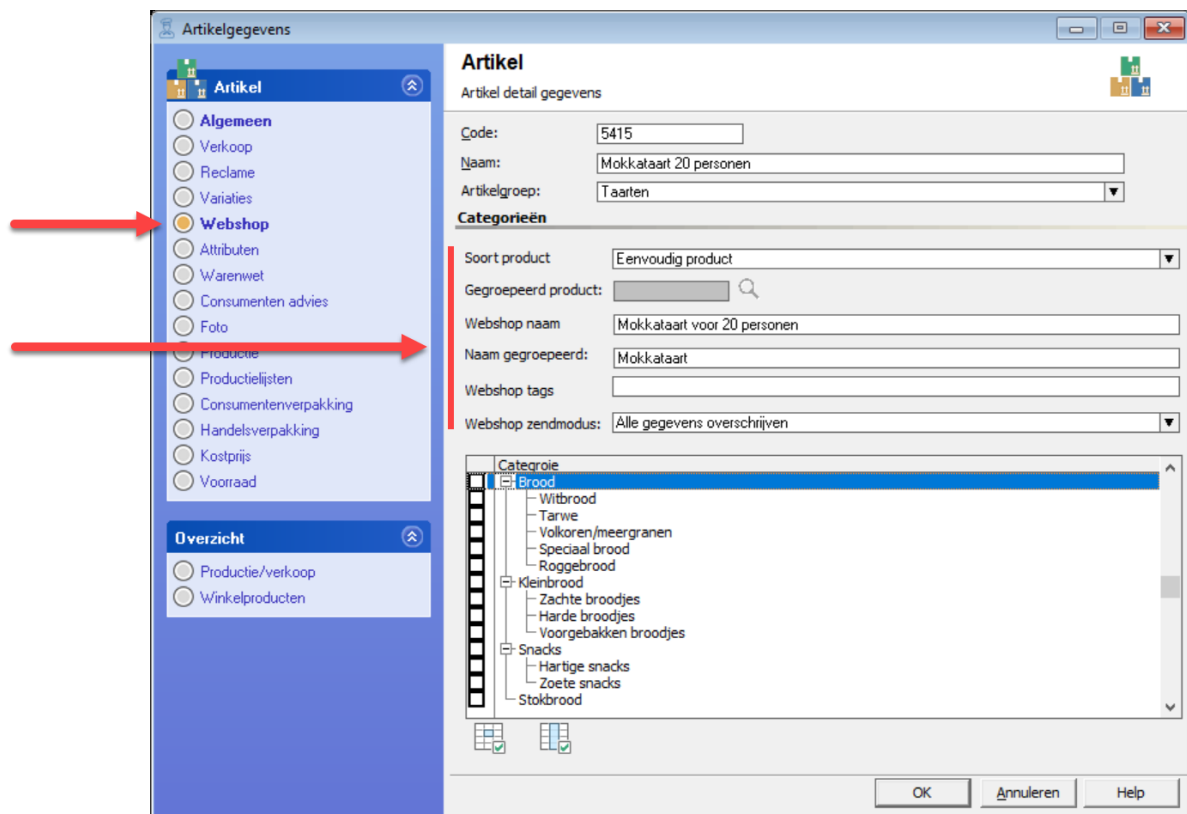 Artikelgegevens
Artikel
Algemeen
Verkoop
Reclame
Variaties
Webshop
Attributen
Warenwet
Consumenten advies
Foto
Productie
Productielijsten
Consumentenverpakking
Handelsverpakking
Kostprijs
Voorraad
Overzicht
Productie/verkoop
Winkelproducten
Artikel
Artikel detail gegevens
Code: 5415
Naam: Mokkataart 20 personen
Artikelgroep: Taarten
Categorieën
Soort product Eenvoudig product
Gegroepeerd product:
Webshop naam Mokkataart voor 20 personen
Naam gegroepeerd: Mokkataart
Webshop tags
Webshop zendmodus: Alle gegevens overschrijven
Categroie
Brood
Witbrood
Tarwe
Volkoren/meergranen
Speciaal brood
Roggebrood
Kleinbrood
Zachte broodjes
Harde broodjes
Voorgebakken broodjes
Snacks
Hartige snacks
Zoete snacks
Stokbrood
OK Annuleren Help